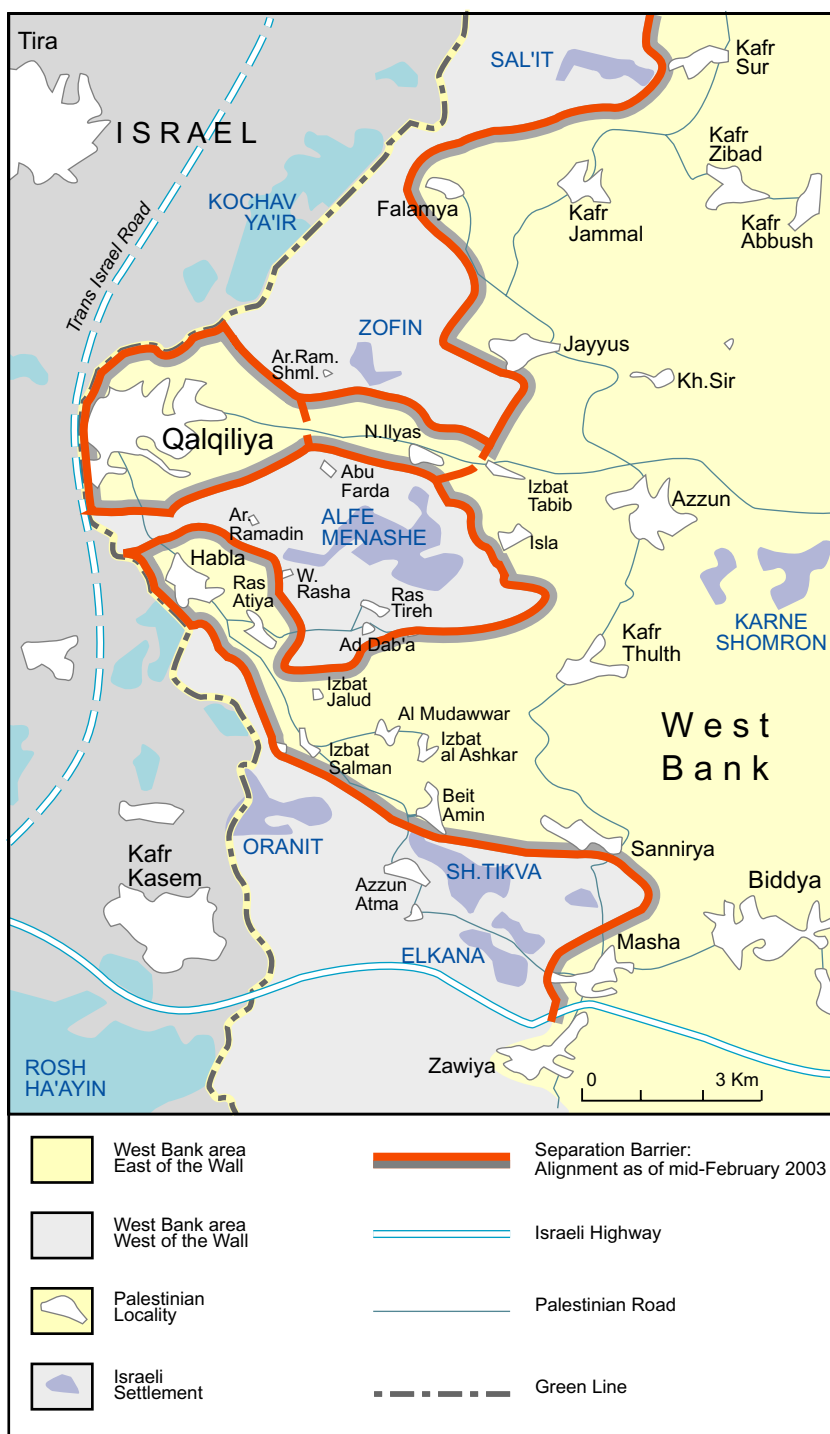 Tira
SAL'IT
Kafr
Sur
ISRAEL
Kafr
Zibad
KOCHAV
YA'IR
Falamya
Kafr
Jammal
Kafr
Abbush
Trans Israel Road
ZOFIN
Ar.Ram.
Shml.
Jayyus
Kh.Sir
Qalqiliya
N.Ilyas
Abu
Farda
Izbat
Tabib
Azzun
Ar.
Ramadin
ALFE
MENASHE
Isla
Habla
W.
Rasha
Ras
Atiya
Ras
Tireh
KARNE
SHOMRON
Ad Dab'a
Kafr
Thulth
Izbat
Jalud
Al Mudawwar
West
Bank
Izbat
Salman
Izbat
al Ashkar
Beit
Amin
ORANIT
Kafr
Kasem
Sannirya
SH.TIKVA
Azzun
Atma
Biddya
ELKANA
Masha
Zawiya
ROSH
HA'AYIN
0 3 Km
West Bank area
East of the Wall
Separation Barrier:
Alignment as of mid-February 2003
West Bank area
West of the Wall
Israeli Highway
Palestinian
Locality
Palestinian Road
Israeli
Settlement
Green Line